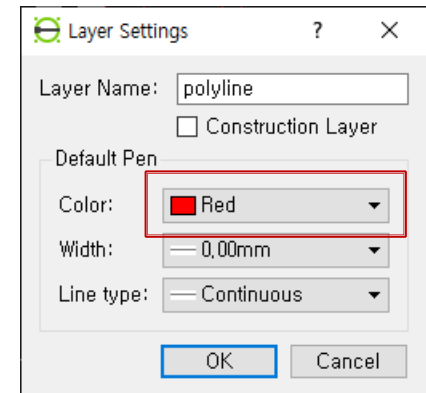 Layer Settings ? ×
Layer Name: polyline
Construction Layer
Default Pen
Color: Red
Width: 0,00mm
Line type: Continuous
OK Cancel